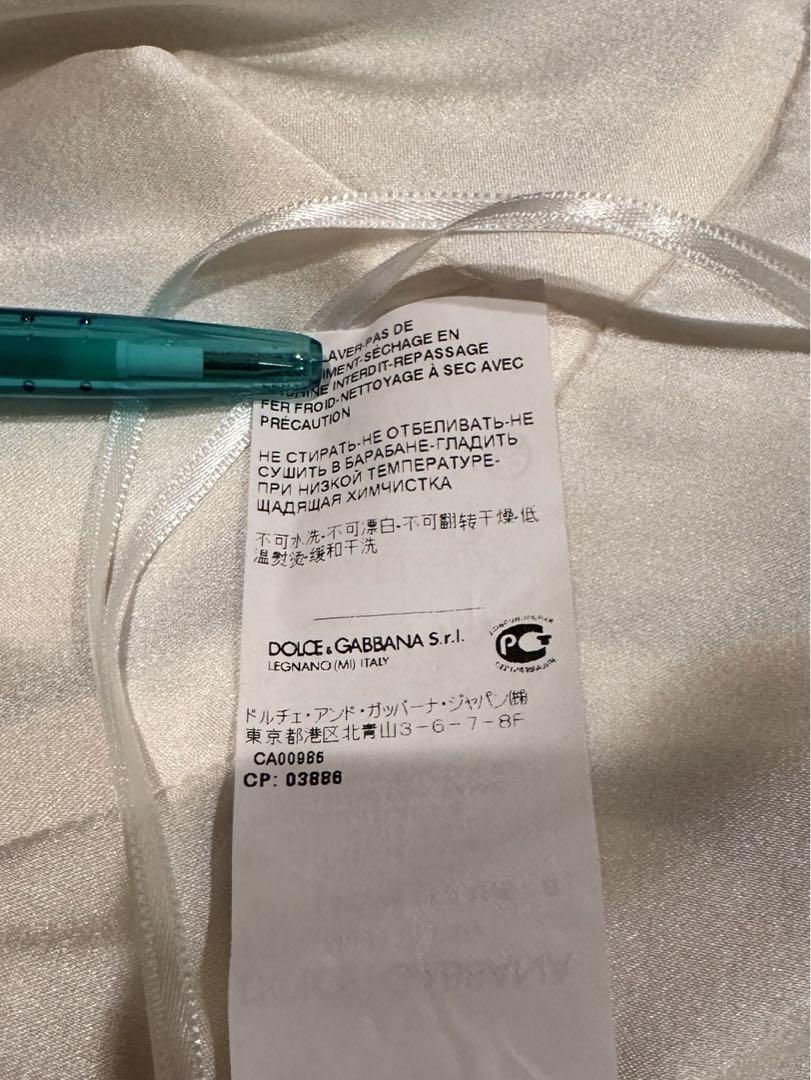 LAVER-PAS DE
SÉCHAGE EN
INTERDIT-REPASSAGE
FER FROID-NETTOYAGE À SEC AVEC
PRÉCAUTION
НЕ СТИРАТЬ-НЕ ОТБЕЛИВАТЬ-НЕ
СУШИТЬ В БАРАБАНЕ-ГЛАДИТЬ
ПРИ НИЗКОЙ ТЕМПЕРАТУРЕ-
ЩАДЯЩАЯ ХИМЧИСТКА
不可水洗-不可漂白-不可翻转干燥-低
温熨烫-缓和干洗
DOLCE & GABBANA S.r.l.
LEGNANO (MI) ITALY
PCT
ドルチェ・アンド・ガッバーナ・ジャパン㈱
東京都港区北青山3-6-7-8F
CA00986
CP: 03886